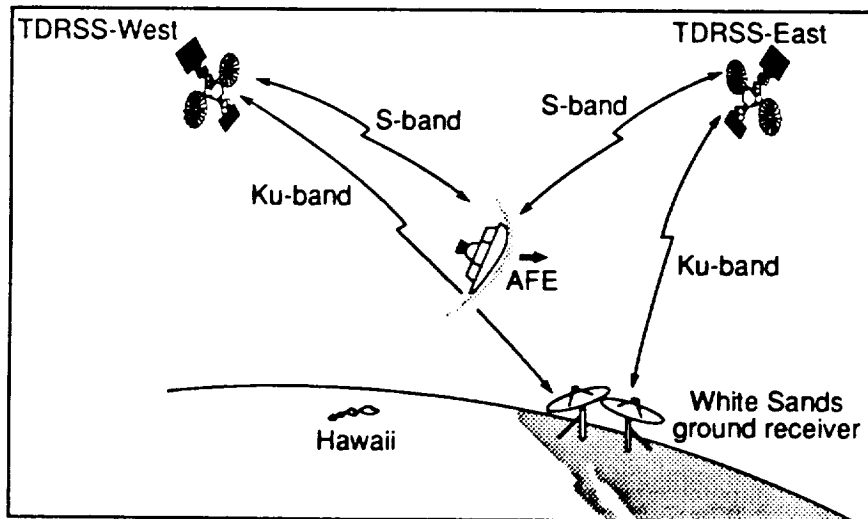 TDRSS-West
TDRSS-East
S-band
S-band
Ku-band
AFE
Ku-band
White Sands
ground receiver
Hawaii